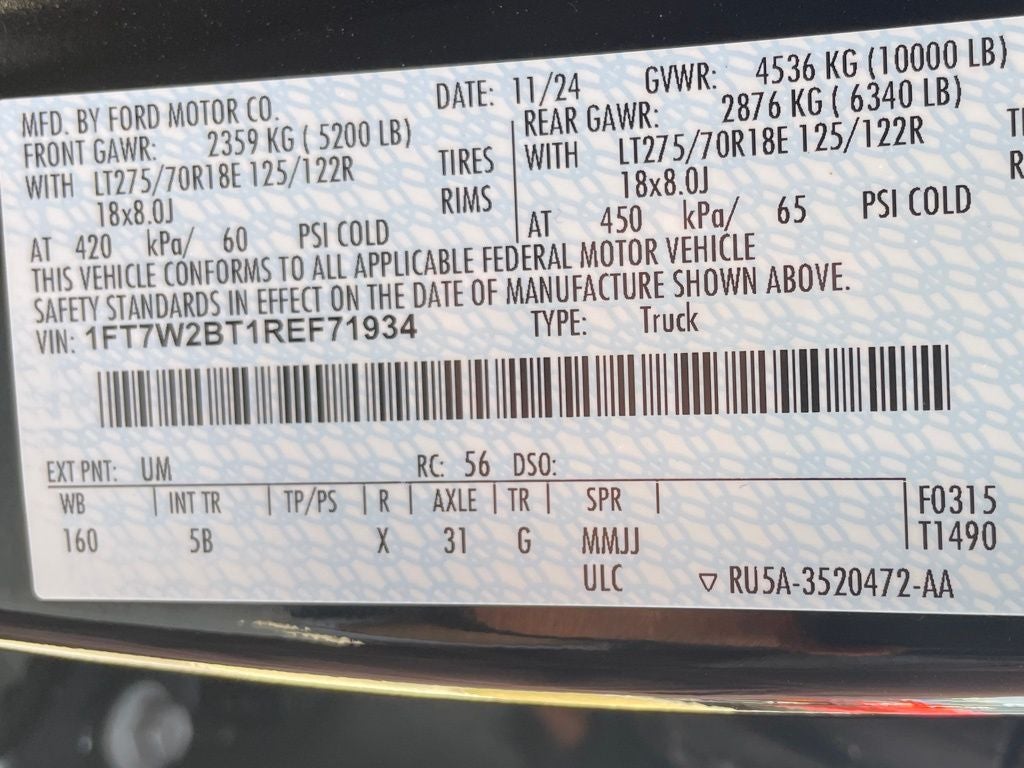 MFD. BY FORD MOTOR CO. DATE: 11/24 GVWR: 4536 KG (10000 LB)
FRONT GAWR: 2359 KG ( 5200 LB) REAR GAWR: 2876 KG ( 6340 LB)
WITH LT275/70R18E 125/122R TIRES WITH LT275/70R18E 125/122R
18x8.0J RIMS 18x8.0J
AT 420 kPa/ 60 PSI COLD AT 450 kPa/ 65 PSI COLD
THIS VEHICLE CONFORMS TO ALL APPLICABLE FEDERAL MOTOR VEHICLE
SAFETY STANDARDS IN EFFECT ON THE DATE OF MANUFACTURE SHOWN ABOVE.
VIN: 1FT7W2BT1REF71934 TYPE: Truck
EXT PNT: UM RC: 56 DSO:
WB INT TR TP/PS R AXLE TR SPR F0315
160 5B X 31 G MMJJ T1490
ULC ▽ RU5A-3520472-AA